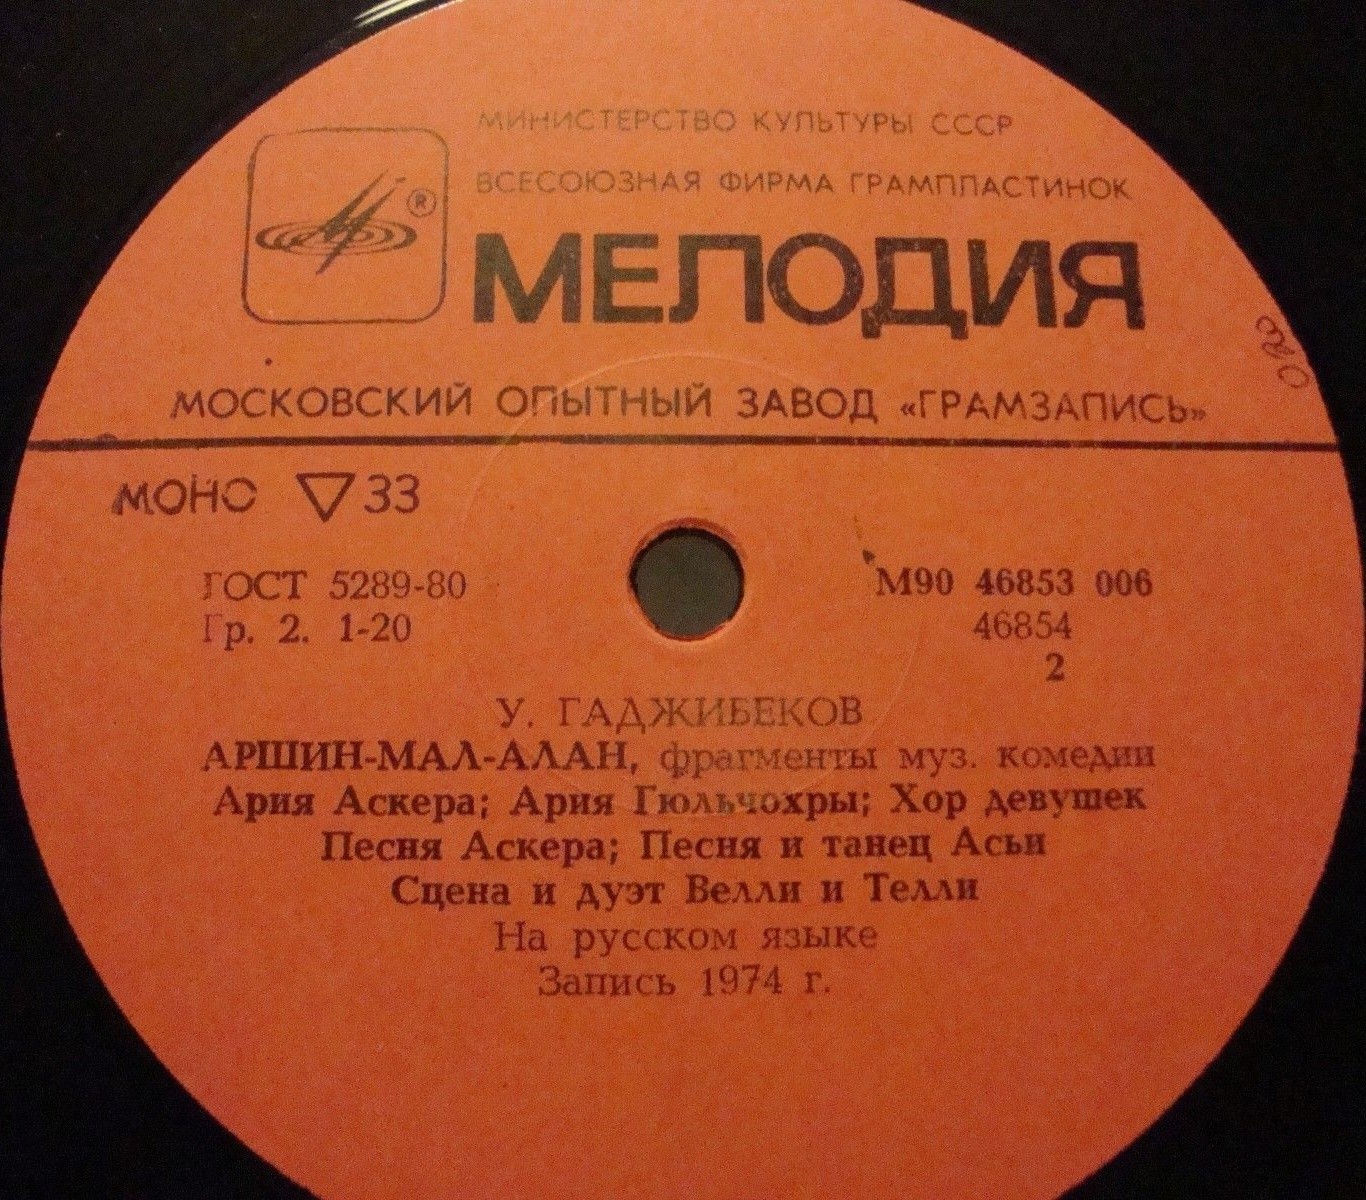 МИНИСТЕРСТВО КУЛЬТУРЫ СССР
ВСЕСОЮЗНАЯ ФИРМА ГРАМПЛАСТИНОК
®
МЕЛОДИЯ
МОСКОВСКИЙ ОПЫТНЫЙ ЗАВОД «ГРАМЗАПИСЬ»
МОНО ▽ 33
ГОСТ 5289-80
Гр. 2. 1-20
М90 46853 006
46854
2
У. ГАДЖИБЕКОВ
АРШИН-МАЛ-АЛАН, фрагменты муз. комедии
Ария Аскера; Ария Гюльчохры; Хор девушек
Песня Аскера; Песня и танец Асьи
Сцена и дуэт Велли и Телли
На русском языке
Запись 1974 г.